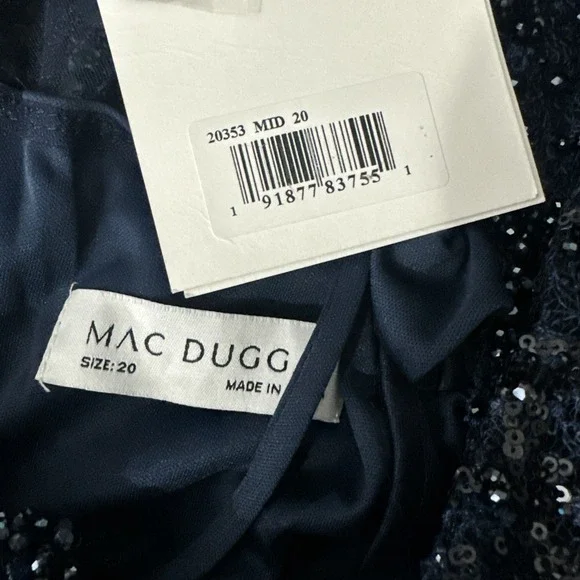 20353 MID 20
1 91877 83755 1
MAC DUGG
SIZE: 20
MADE IN